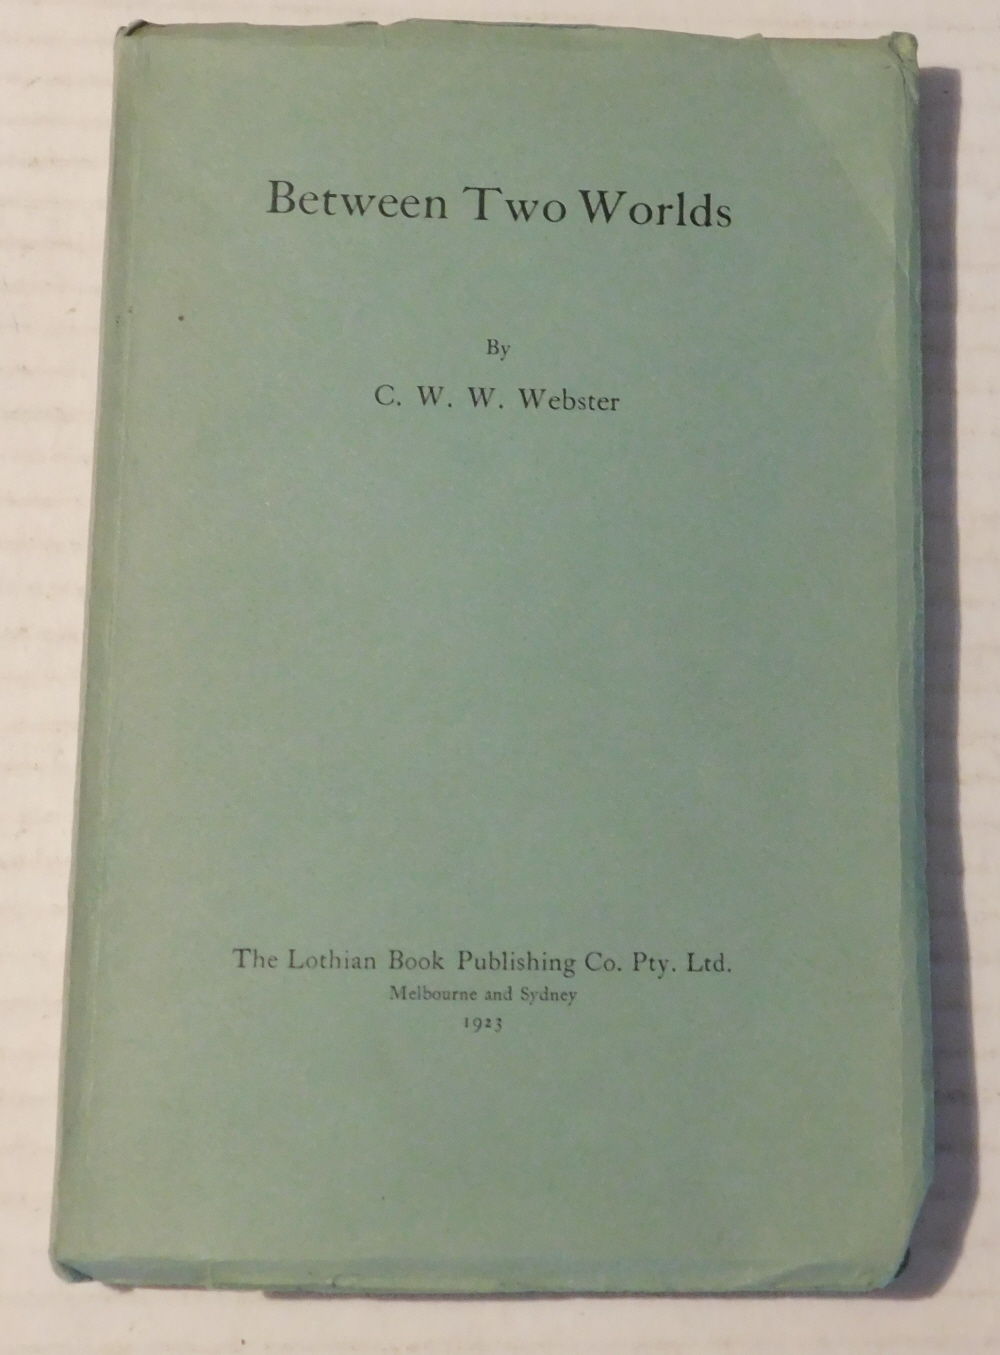 Between Two Worlds
By
C. W. W. Webster
The Lothian Book Publishing Co. Pty. Ltd.
Melbourne and Sydney
1923